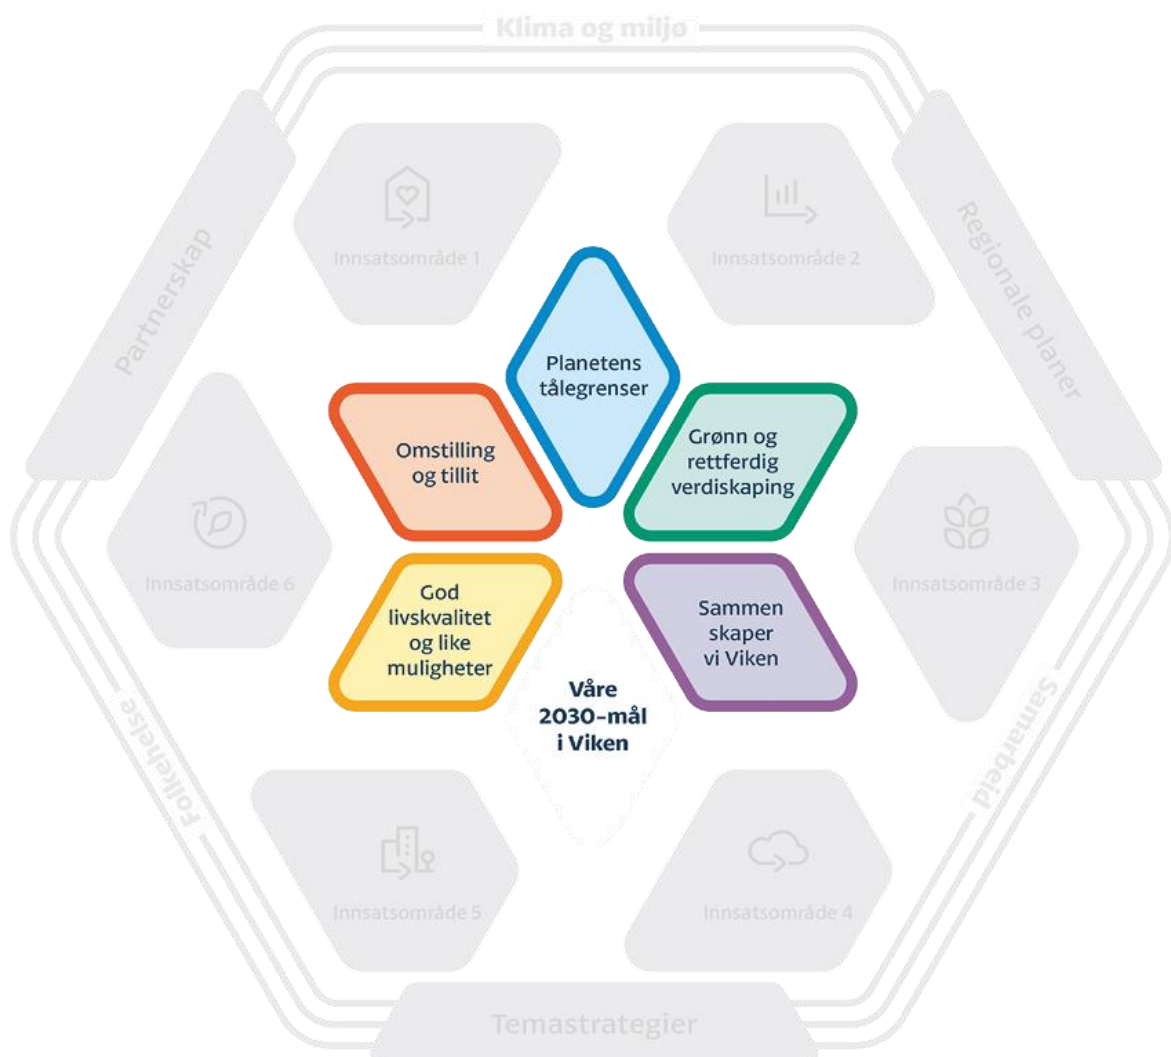 Klima og miljø
Partnerskap
Regionale planer
Innsatsområde 1
Innsatsområde 2
Planetens
tålegrenser
Omstilling
og tillit
Grønn og
rettferdig
verdiskaping
Innsatsområde 6
Innsatsområde 3
God
livskvalitet
og like
muligheter
Sammen
skaper
vi Viken
Våre
2030-mål
i Viken
Folkehelse
Samarbeid
Innsatsområde 5
Innsatsområde 4
Temastrategier